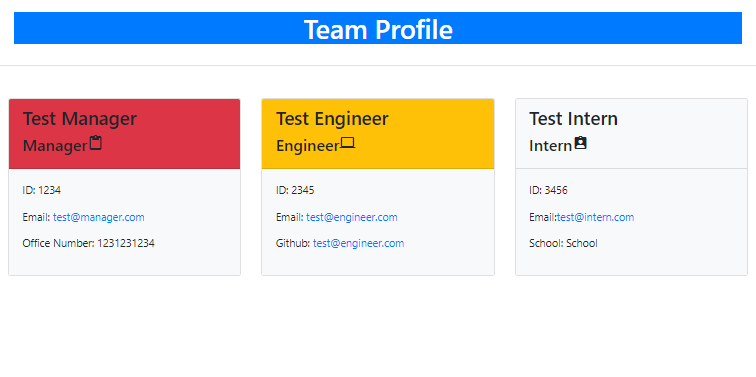 Team Profile
Test Manager
Manager
ID: 1234
Email: test@manager.com
Office Number: 1231231234
Test Engineer
Engineer
ID: 2345
Email: test@engineer.com
Github: test@engineer.com
Test Intern
Intern
ID: 3456
Email:test@intern.com
School: School